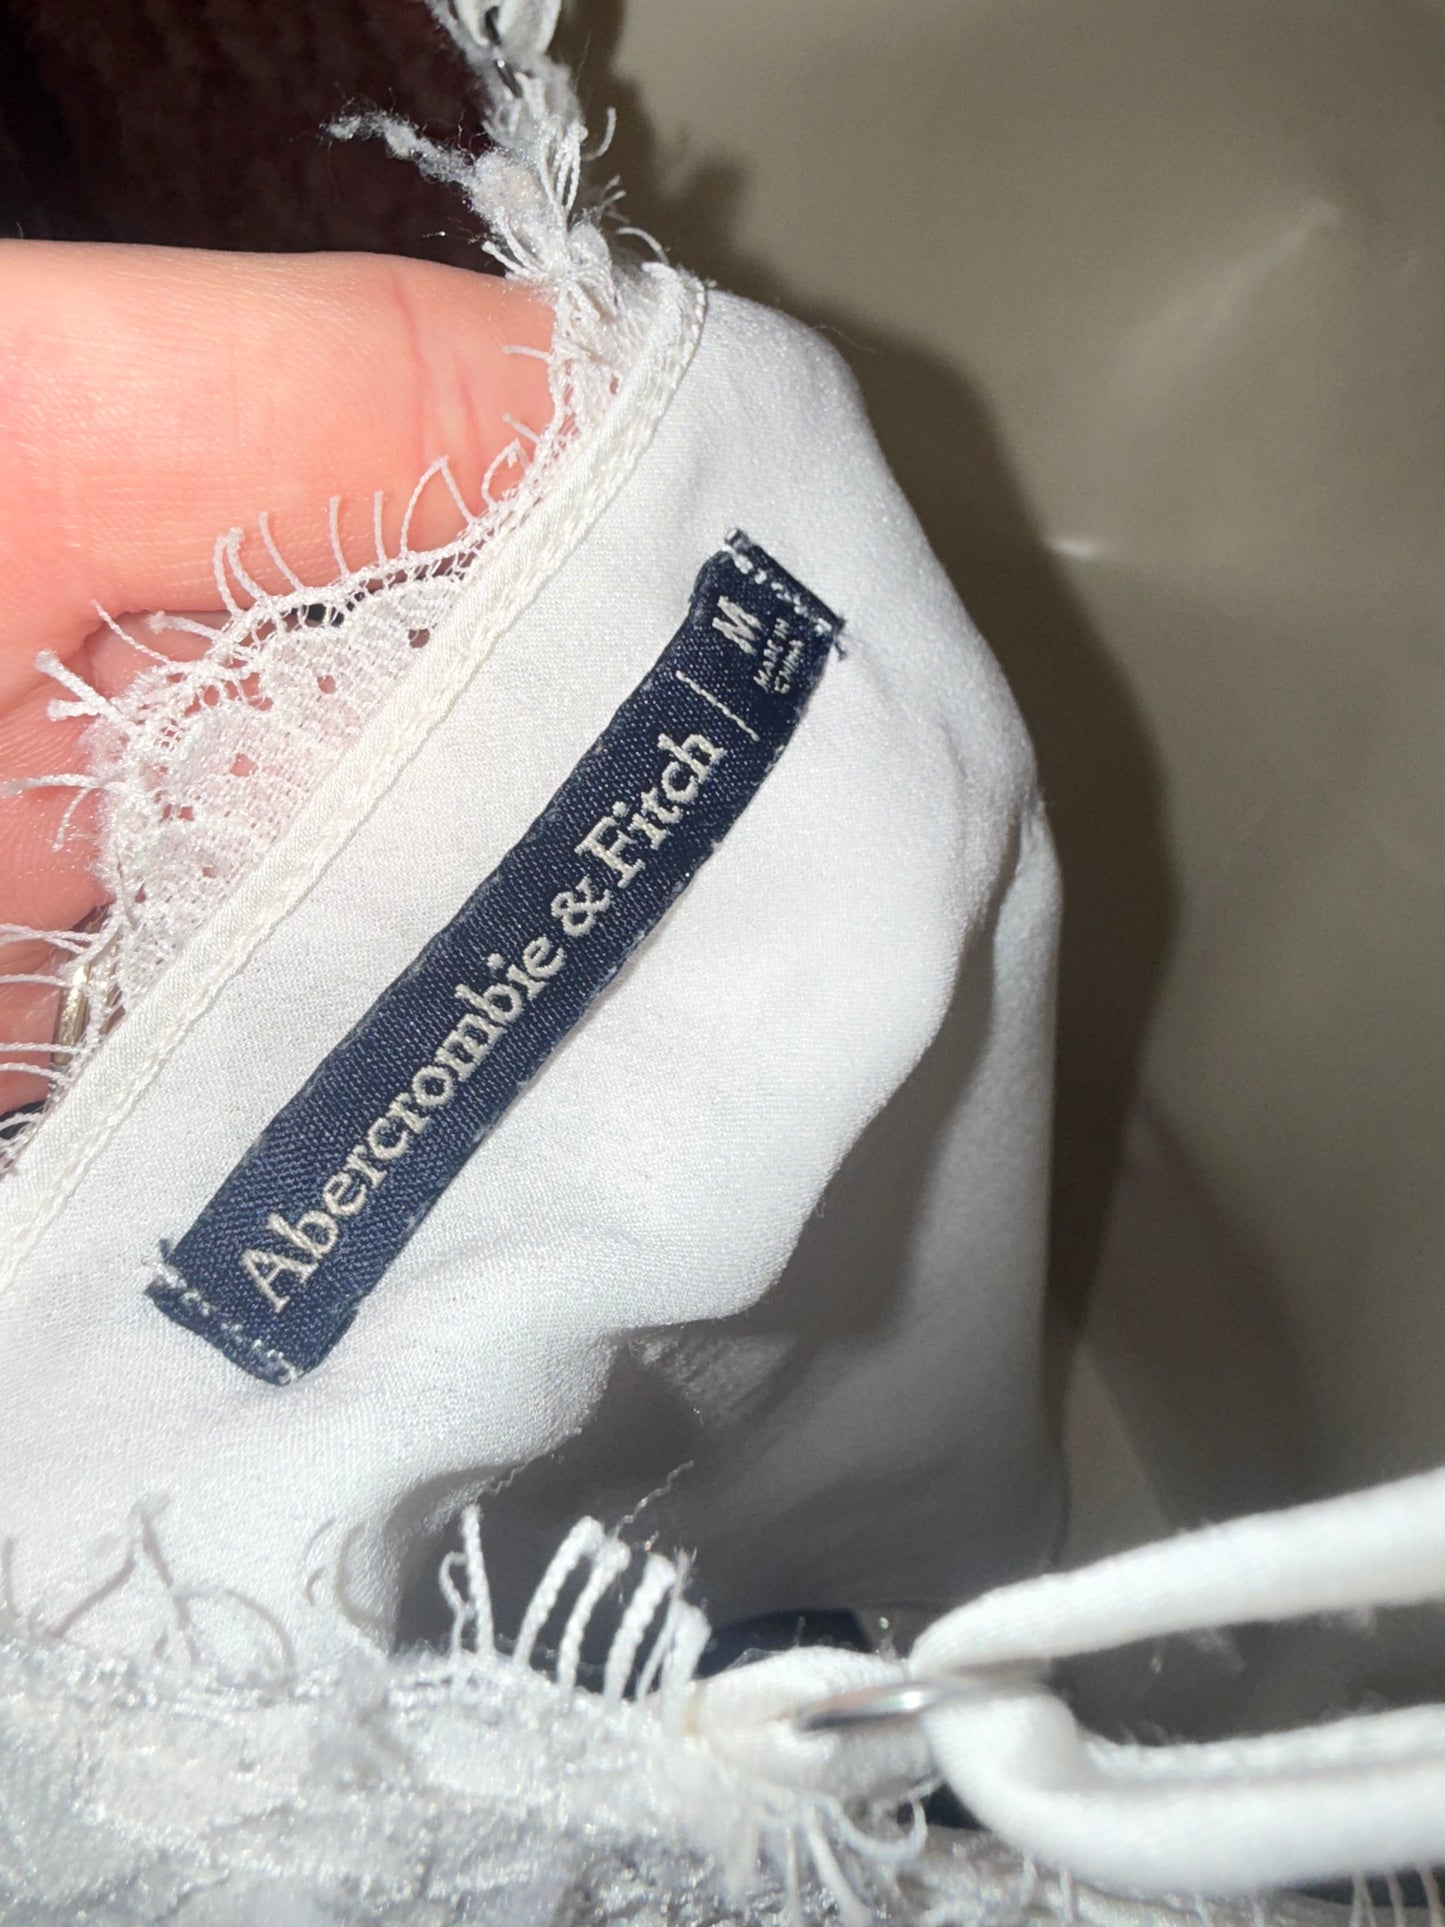 Abercrombie & Fitch
M
MADE IN
CHINA